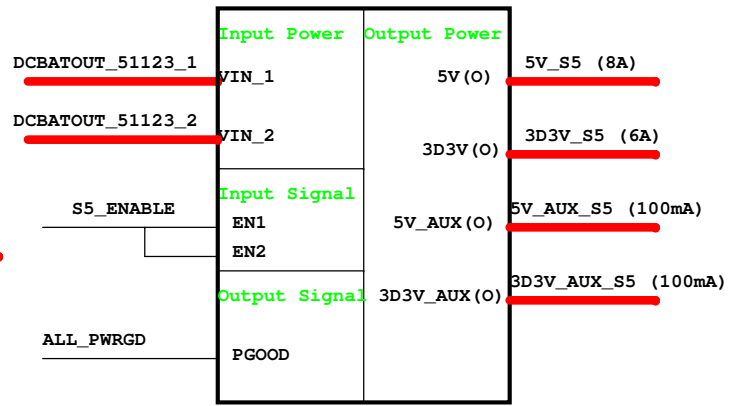 Input Power Output Power
DCBATOUT_51123_1 VIN_1 5V(O) 5V_S5 (8A)
DCBATOUT_51123_2 VIN_2 3D3V(O) 3D3V_S5 (6A)
Input Signal
S5_ENABLE EN1 5V_AUX(O) 5V_AUX_S5 (100mA)
EN2
Output Signal 3D3V_AUX(O) 3D3V_AUX_S5 (100mA)
ALL_PWRGD PGOOD